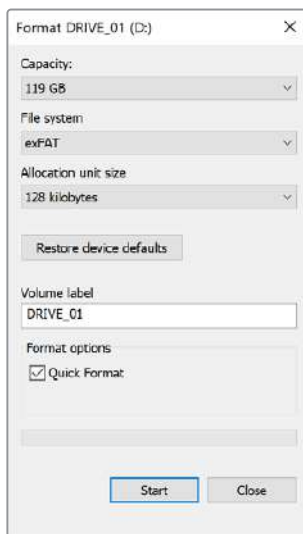 Format DRIVE_01 (D:)
Capacity:
119 GB
File system
exFAT
Allocation unit size
128 kilobytes
Restore device defaults
Volume label
DRIVE_01
Format options
Quick Format
Start Close